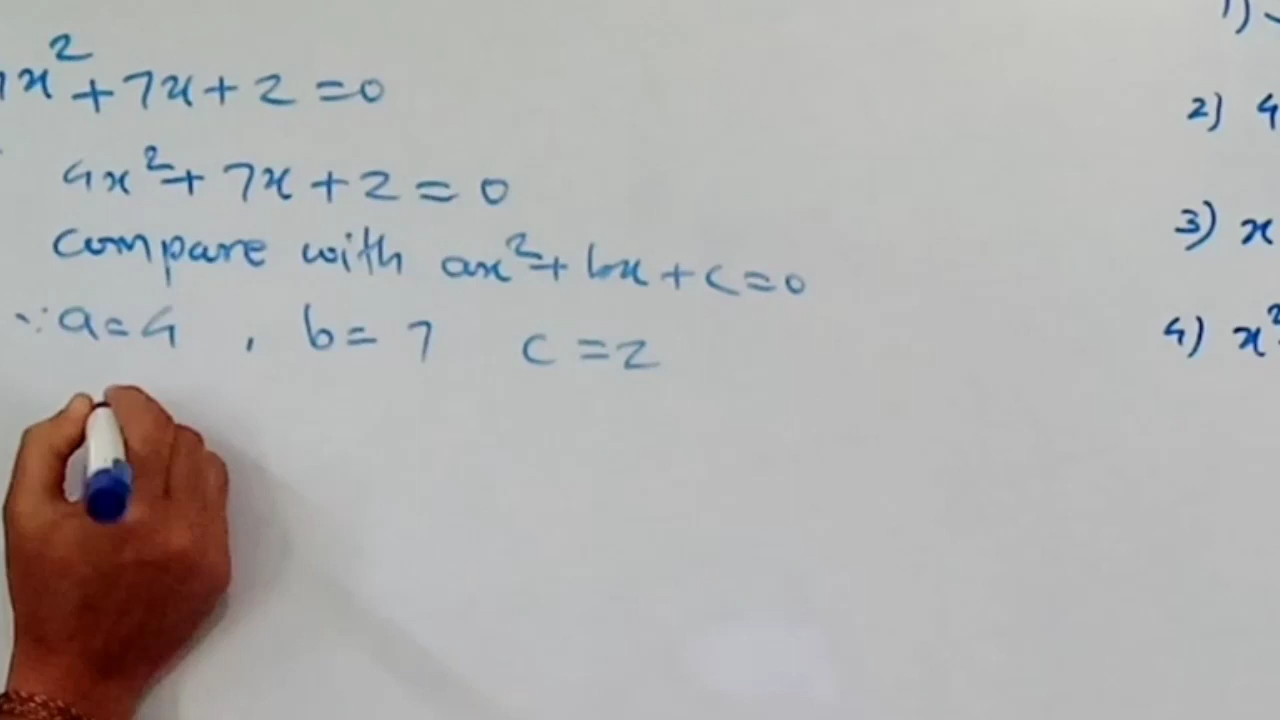 x² + 7x + 2 = 0
4x² + 7x + 2 = 0
compare with ax² + bx + c = 0
∵ a = 4 , b = 7 c = 2
1)
2) 4
3) x
4) x²